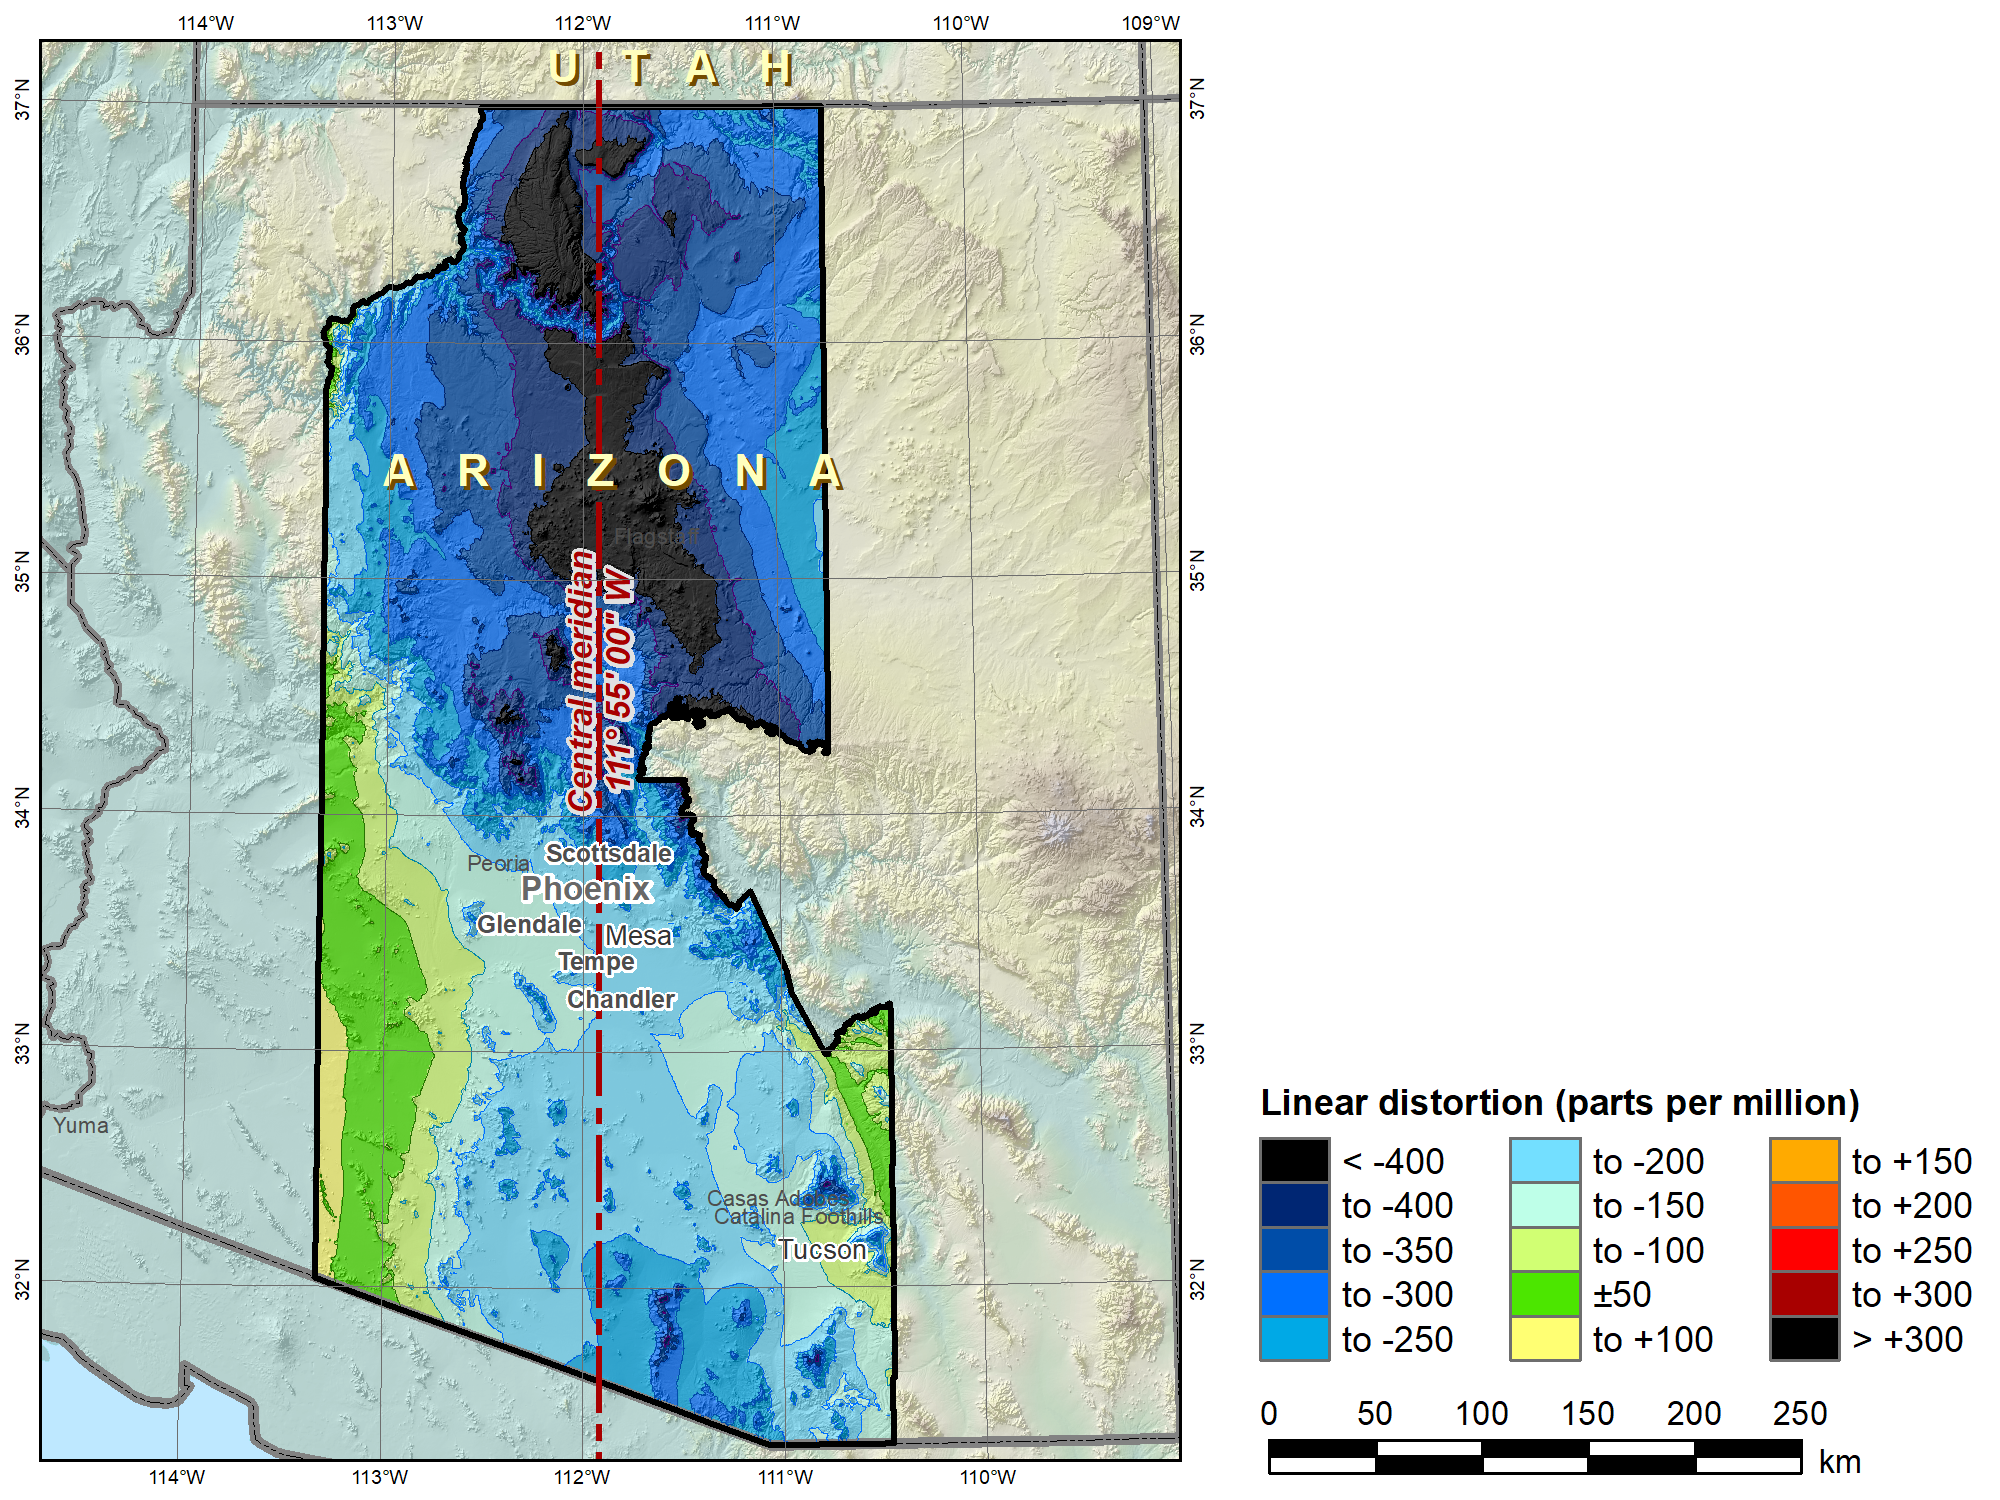 114°W 113°W 112°W 111°W 110°W 109°W
UTAH
37°N 37°N
36°N 36°N
ARIZONA
Flagstaff
35°N 35°N
Central meridian
111° 55' 00" W
34°N 34°N
Peoria Scottsdale
Phoenix
Glendale Mesa
Tempe
Chandler
33°N 33°N
Yuma
Casas Adobes
Catalina Foothills
Tucson
32°N 32°N
114°W 113°W 112°W 111°W 110°W
Linear distortion (parts per million)
< -400 to -200 to +150
to -400 to -150 to +200
to -350 to -100 to +250
to -300 ±50 to +300
to -250 to +100 > +300
0 50 100 150 200 250
km